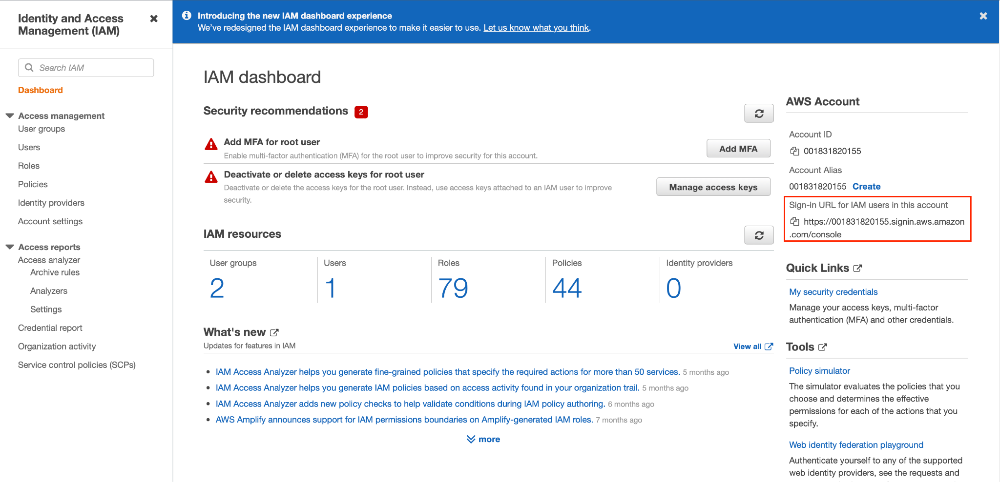 Identity and Access
Management (IAM)
Search IAM
Dashboard
Access management
User groups
Users
Roles
Policies
Identity providers
Account settings
Access reports
Access analyzer
Archive rules
Analyzers
Settings
Credential report
Organization activity
Service control policies (SCPs)
Introducing the new IAM dashboard experience
We've redesigned the IAM dashboard experience to make it easier to use. Let us know what you think.
IAM dashboard
Security recommendations 2
Add MFA for root user
Enable multi-factor authentication (MFA) for the root user to improve security for this account.
Add MFA
Deactivate or delete access keys for root user
Deactivate or delete the access keys for the root user. Instead, use access keys attached to an IAM user to improve
security.
Manage access keys
IAM resources
User groups
2
Users
1
Roles
79
Policies
44
Identity providers
0
What's new
Updates for features in IAM
View all
IAM Access Analyzer helps you generate fine-grained policies that specify the required actions for more than 50 services. 5 months ago
IAM Access Analyzer helps you generate IAM policies based on access activity found in your organization trail. 5 months ago
IAM Access Analyzer adds new policy checks to help validate conditions during IAM policy authoring. 6 months ago
AWS Amplify announces support for IAM permissions boundaries on Amplify-generated IAM roles. 7 months ago
more
AWS Account
Account ID
001831820155
Account Alias
001831820155 Create
Sign-in URL for IAM users in this account
https://001831820155.signin.aws.amazon
.com/console
Quick Links
My security credentials
Manage your access keys, multi-factor
authentication (MFA) and other credentials.
Tools
Policy simulator
The simulator evaluates the policies that you
choose and determines the effective
permissions for each of the actions that you
specify.
Web identity federation playground
Authenticate yourself to any of the supported
web identity providers, see the requests and